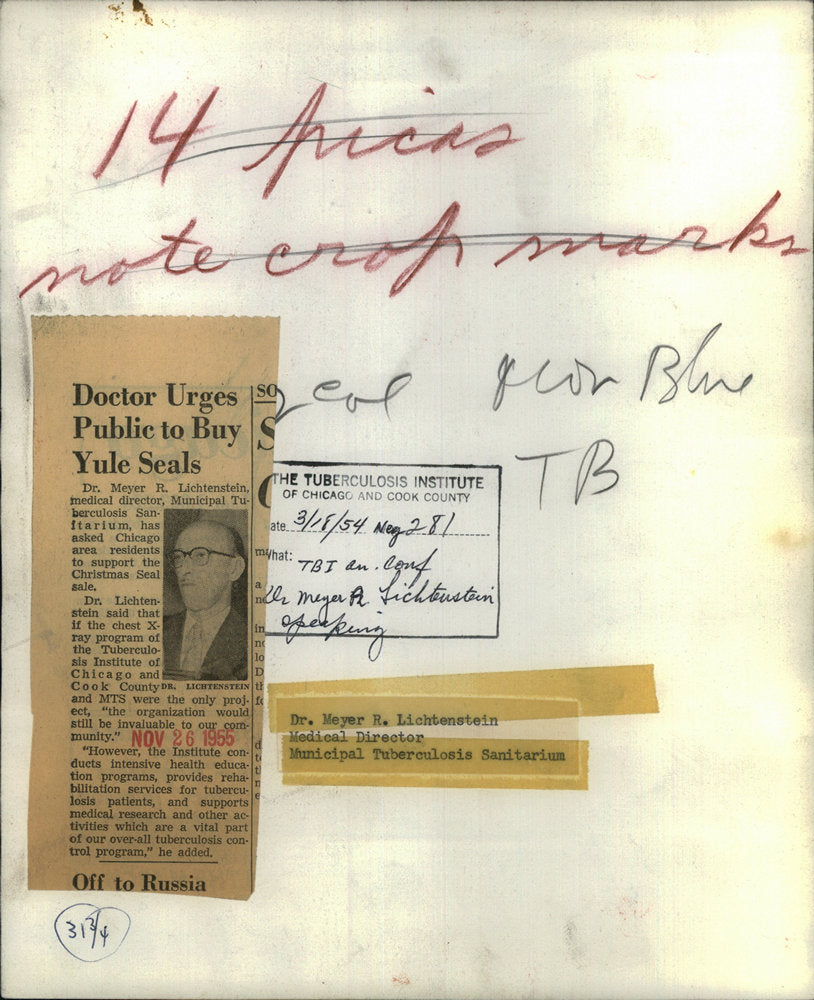 14 picas
note crop marks
col
Blue
TB
Doctor Urges
Public to Buy
Yule Seals
Dr. Meyer R. Lichtenstein,
medical director, Municipal Tu-
berculosis San-
itarium, has
asked Chicago
area residents
to support the
Christmas Seal
sale.
Dr. Lichten-
stein said that
if the chest X-
ray program of
the Tuberculo-
sis Institute of
Chicago and
Cook County
DR. LICHTENSTEIN
and MTS were the only proj-
ect, "the organization would
still be invaluable to our com-
munity."
NOV 26 1955
"However, the Institute con-
ducts intensive health educa-
tion programs, provides reha-
bilitation services for tubercu-
losis patients, and supports
medical research and other ac-
tivities which are a vital part
of our over-all tuberculosis con-
trol program," he added.
Off to Russia
SO
S
THE TUBERCULOSIS INSTITUTE
OF CHICAGO AND COOK COUNTY
ate 3/18/54 Neg 281
What: TBI an. conf
Dr Meyer R Lichtenstein
speaking
Dr. Meyer R. Lichtenstein
Medical Director
Municipal Tuberculosis Sanitarium
31 3/4